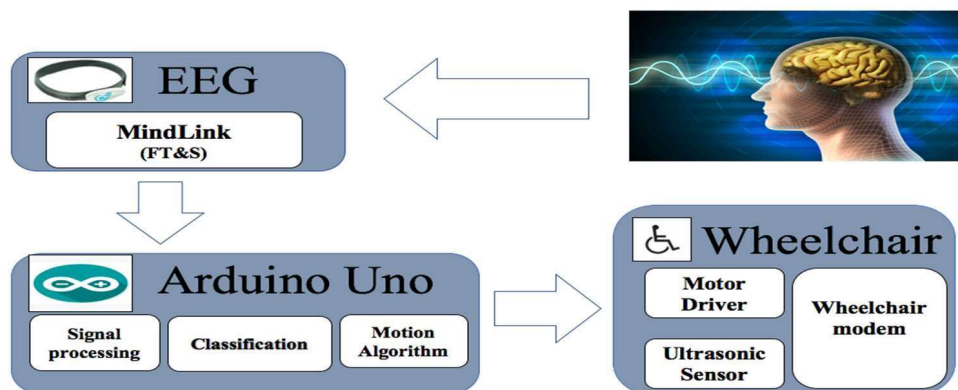 EEG
MindLink
(FT&S)
Arduino Uno
Signal
processing
Classification
Motion
Algorithm
Wheelchair
Motor
Driver
Ultrasonic
Sensor
Wheelchair
modem